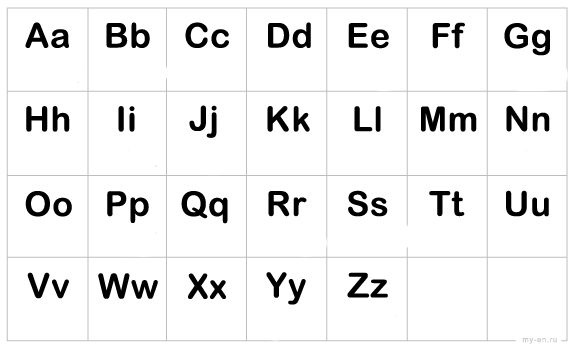 Aa Bb Cc Dd Ee Ff Gg
Hh Ii Jj Kk Ll Mm Nn
Oo Pp Qq Rr Ss Tt Uu
Vv Ww Xx Yy Zz
my-en.ru